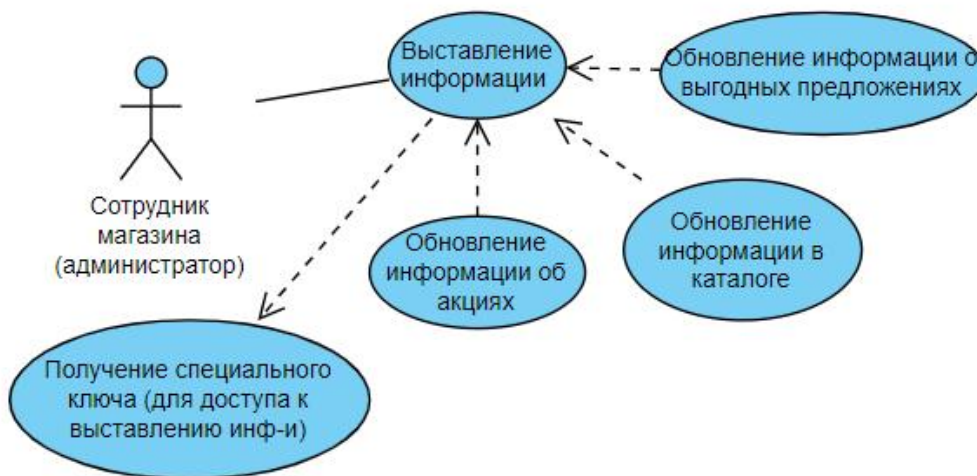 Выставление
информации
Обновление информации о
выгодных предложениях
Сотрудник
магазина
(администратор)
Обновление
информации об
акциях
Обновление
информации в
каталоге
Получение специального
ключа (для доступа к
выставлению инф-и)